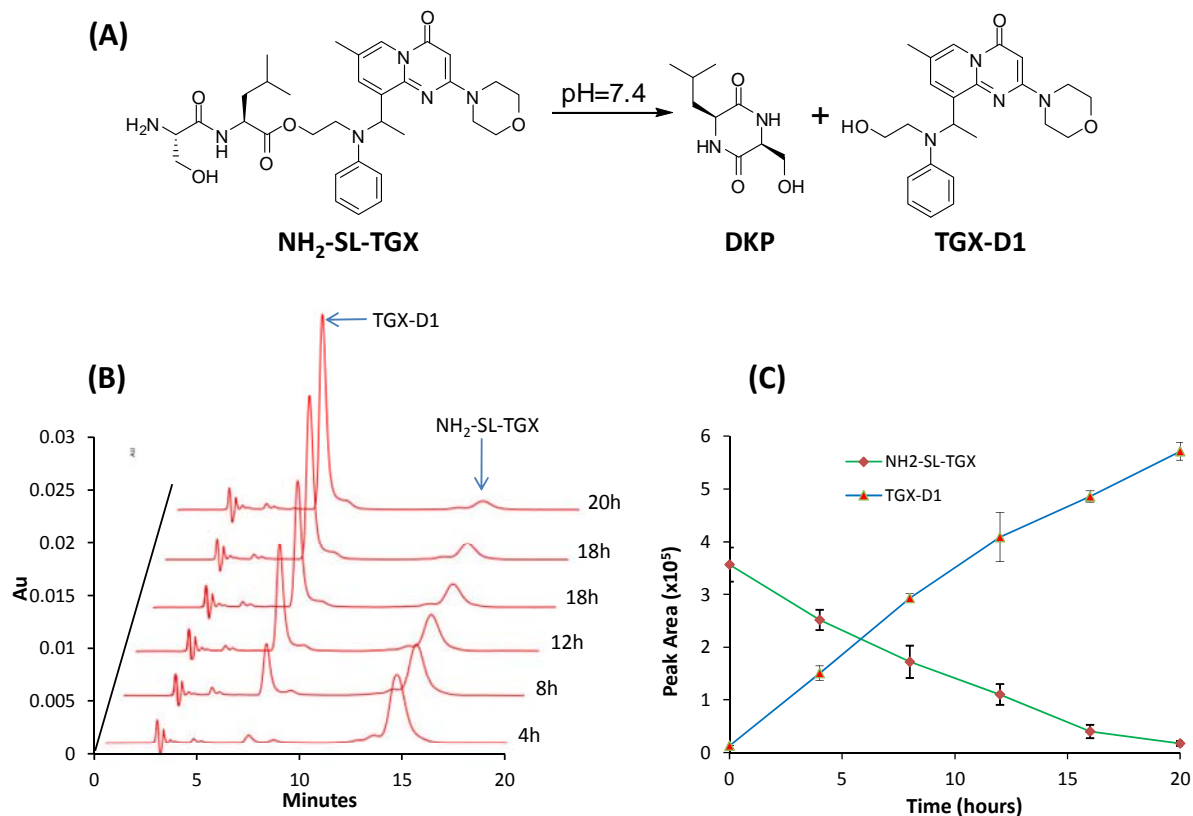 (A)
O
N
N
N
O
O
H₂N
O
N
H
O
O
N
OH
pH=7.4
O
NH
HN
O
OH
+
O
N
N
N
O
HO
N
NH₂-SL-TGX
DKP
TGX-D1
(B)
TGX-D1
NH₂-SL-TGX
0.03
0.025
0.02
0.015
0.01
0.005
0
Au
AU
20h
18h
18h
12h
8h
4h
0
5
10
15
20
Minutes
(C)
NH2-SL-TGX
TGX-D1
6
5
4
3
2
1
0
Peak Area (x10⁵)
0
5
10
15
20
Time (hours)